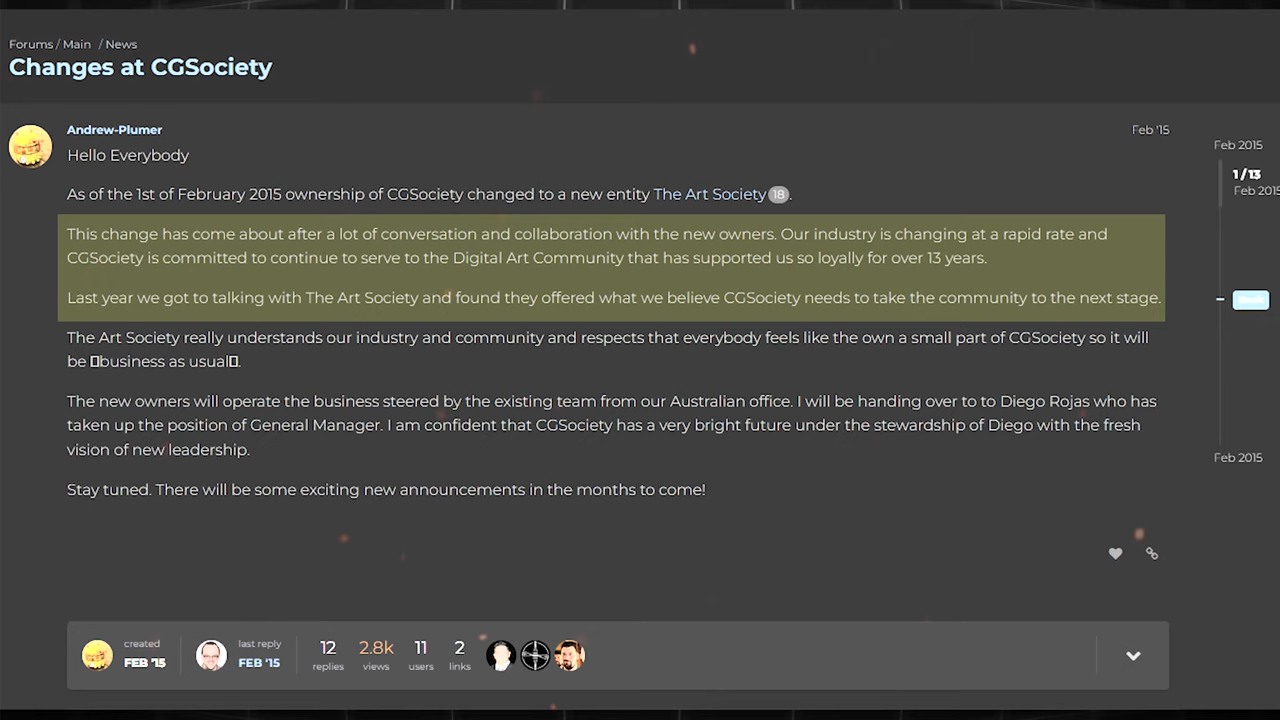 Forums / Main / News
Changes at CGSociety
Andrew-Plumer
Feb '15
Hello Everybody
As of the 1st of February 2015 ownership of CGSociety changed to a new entity The Art Society 18.
This change has come about after a lot of conversation and collaboration with the new owners. Our industry is changing at a rapid rate and
CGSociety is committed to continue to serve to the Digital Art Community that has supported us so loyally for over 13 years.
Last year we got to talking with The Art Society and found they offered what we believe CGSociety needs to take the community to the next stage.
The Art Society really understands our industry and community and respects that everybody feels like the own a small part of CGSociety so it will
be ▯business as usual▯.
The new owners will operate the business steered by the existing team from our Australian office. I will be handing over to to Diego Rojas who has
taken up the position of General Manager. I am confident that CGSociety has a very bright future under the stewardship of Diego with the fresh
vision of new leadership.
Stay tuned. There will be some exciting new announcements in the months to come!
Feb 2015
1 / 13
Feb 2015
Feb 2015
created
FEB '15
last reply
FEB '15
12
replies
2.8k
views
11
users
2
links